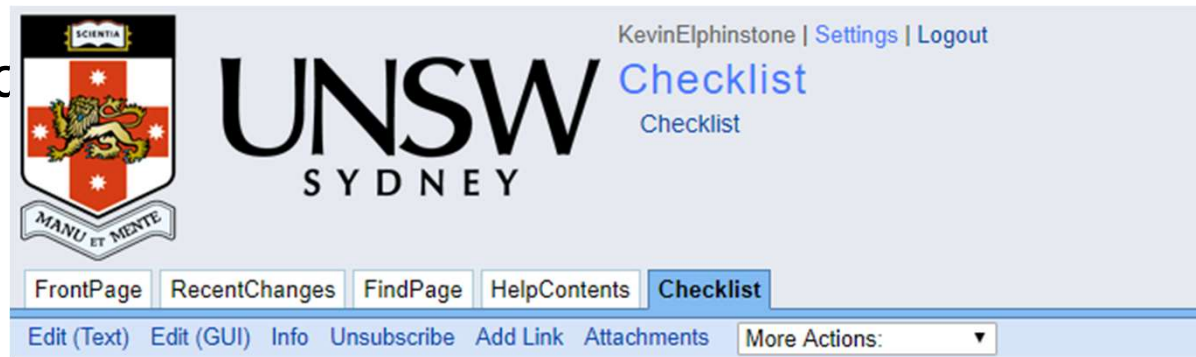 SCIENTIA
MANU ET MENTE
UNSW
SYDNEY
KevinElphinstone | Settings | Logout
Checklist
Checklist
FrontPage RecentChanges FindPage HelpContents Checklist
Edit (Text) Edit (GUI) Info Unsubscribe Add Link Attachments More Actions: